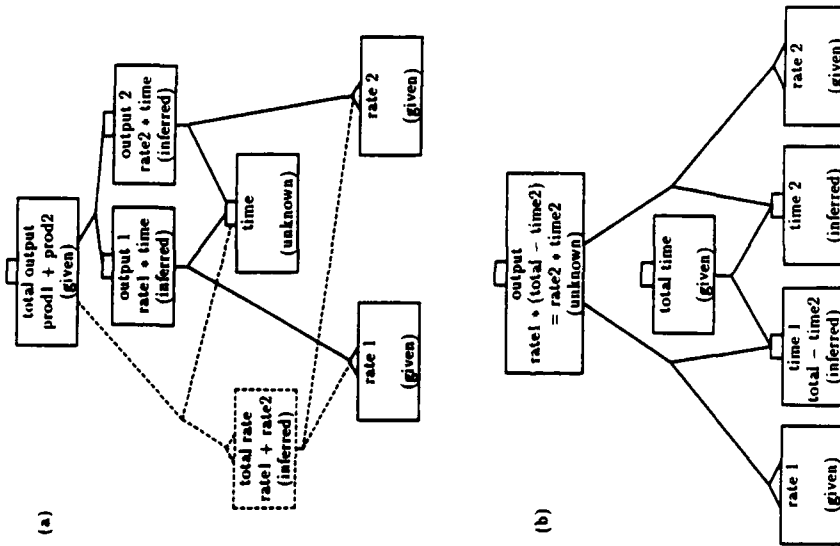 (a)
total output
prod1 + prod2
(given)
output 1
rate1 * time
(inferred)
output 2
rate2 * time
(inferred)
time
(unknown)
total rate
rate1 + rate2
(inferred)
rate 1
(given)
rate 2
(given)
(b)
output
rate1 * (total - time2)
= rate2 * time2
(unknown)
total time
(given)
rate 1
(given)
time 1
total - time2
(inferred)
time 2
(inferred)
rate 2
(given)